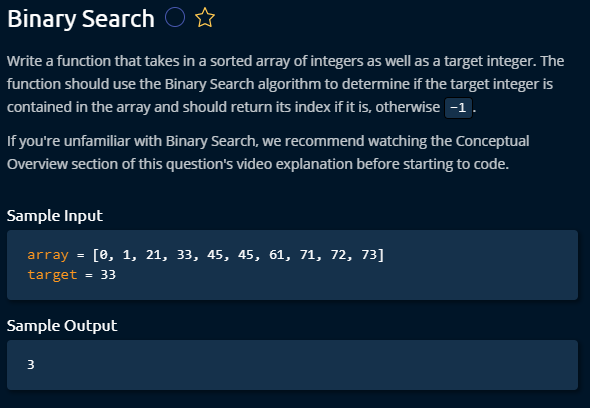 Binary Search
Write a function that takes in a sorted array of integers as well as a target integer. The
function should use the Binary Search algorithm to determine if the target integer is
contained in the array and should return its index if it is, otherwise -1 .
If you're unfamiliar with Binary Search, we recommend watching the Conceptual
Overview section of this question's video explanation before starting to code.
Sample Input
array = [0, 1, 21, 33, 45, 45, 61, 71, 72, 73]
target = 33
Sample Output
3